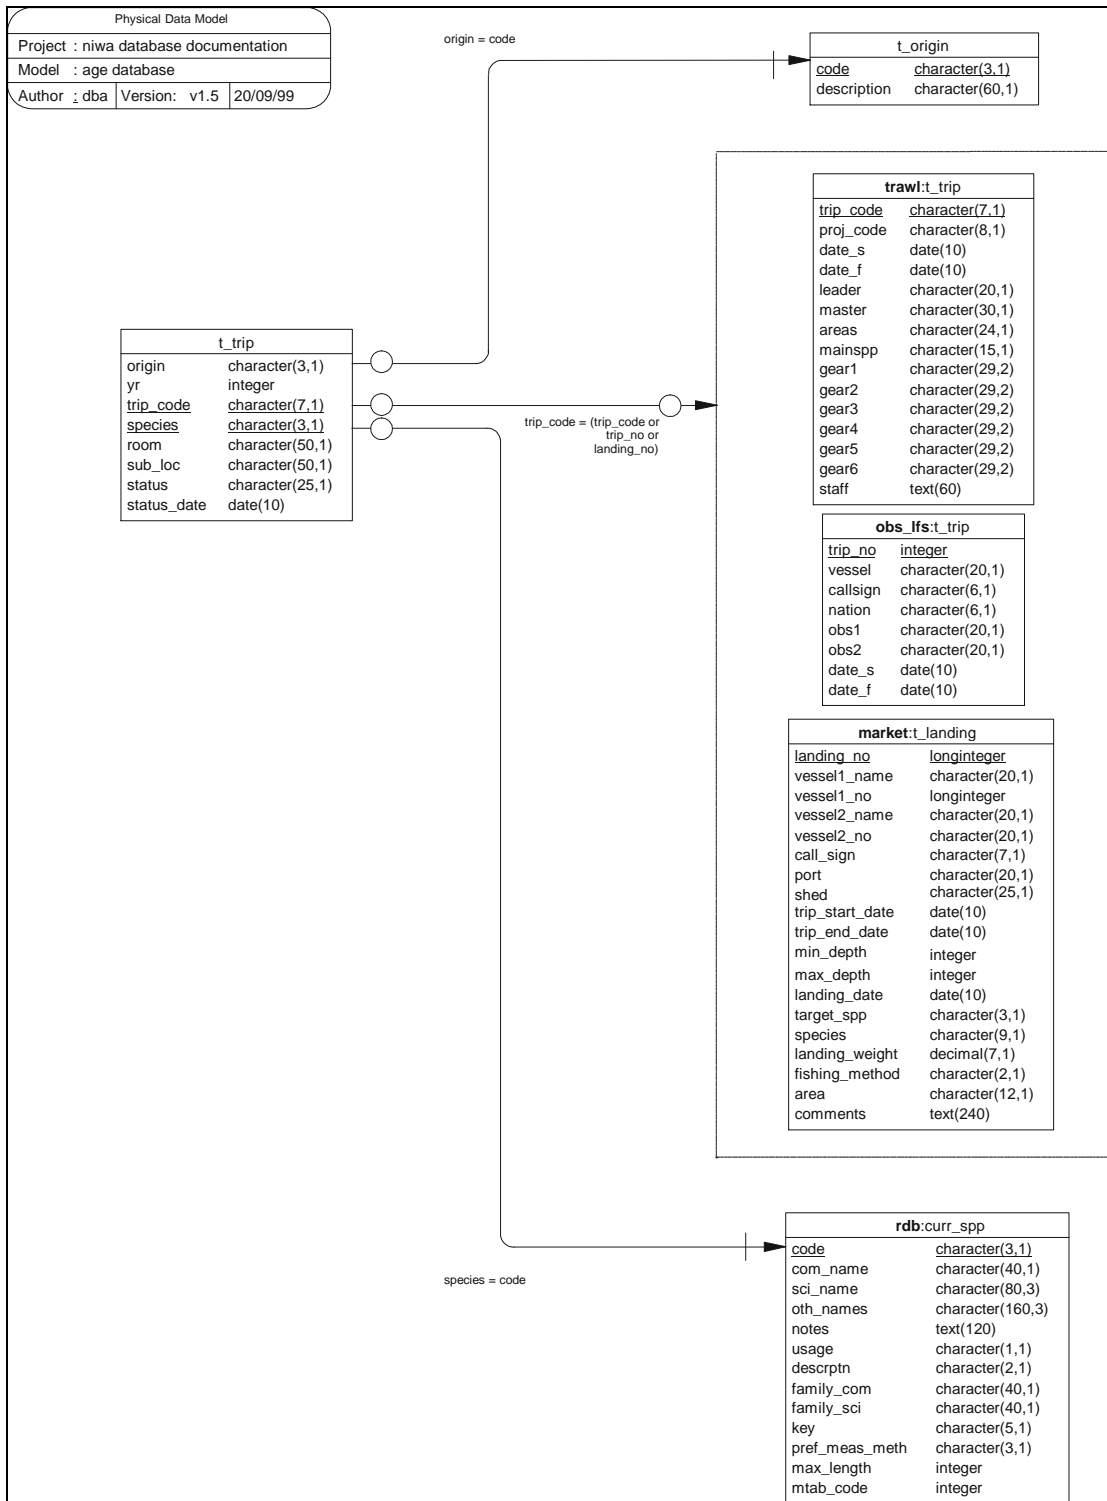 Physical Data Model
Project : niwa database documentation
Model : age database
Author : dba Version: v1.5 20/09/99
origin = code
t_origin
code character(3,1)
description character(60,1)
trawl:t_trip
trip_code character(7,1)
proj_code character(8,1)
date_s date(10)
date_f date(10)
leader character(20,1)
master character(30,1)
areas character(24,1)
mainspp character(15,1)
gear1 character(29,2)
gear2 character(29,2)
gear3 character(29,2)
gear4 character(29,2)
gear5 character(29,2)
gear6 character(29,2)
staff text(60)
t_trip
origin character(3,1)
yr integer
trip_code character(7,1)
species character(3,1)
room character(50,1)
sub_loc character(50,1)
status character(25,1)
status_date date(10)
trip_code = (trip_code or
trip_no or
landing_no)
obs_lfs:t_trip
trip_no integer
vessel character(20,1)
callsign character(6,1)
nation character(6,1)
obs1 character(20,1)
obs2 character(20,1)
date_s date(10)
date_f date(10)
market:t_landing
landing_no longinteger
vessel1_name character(20,1)
vessel1_no longinteger
vessel2_name character(20,1)
vessel2_no character(20,1)
call_sign character(7,1)
port character(20,1)
shed character(25,1)
trip_start_date date(10)
trip_end_date date(10)
min_depth integer
max_depth integer
landing_date date(10)
target_spp character(3,1)
species character(9,1)
landing_weight decimal(7,1)
fishing_method character(2,1)
area character(12,1)
comments text(240)
species = code
rdb:curr_spp
code character(3,1)
com_name character(40,1)
sci_name character(80,3)
oth_names character(160,3)
notes text(120)
usage character(1,1)
descrptn character(2,1)
family_com character(40,1)
family_sci character(40,1)
key character(5,1)
pref_meas_meth character(3,1)
max_length integer
mtab_code integer